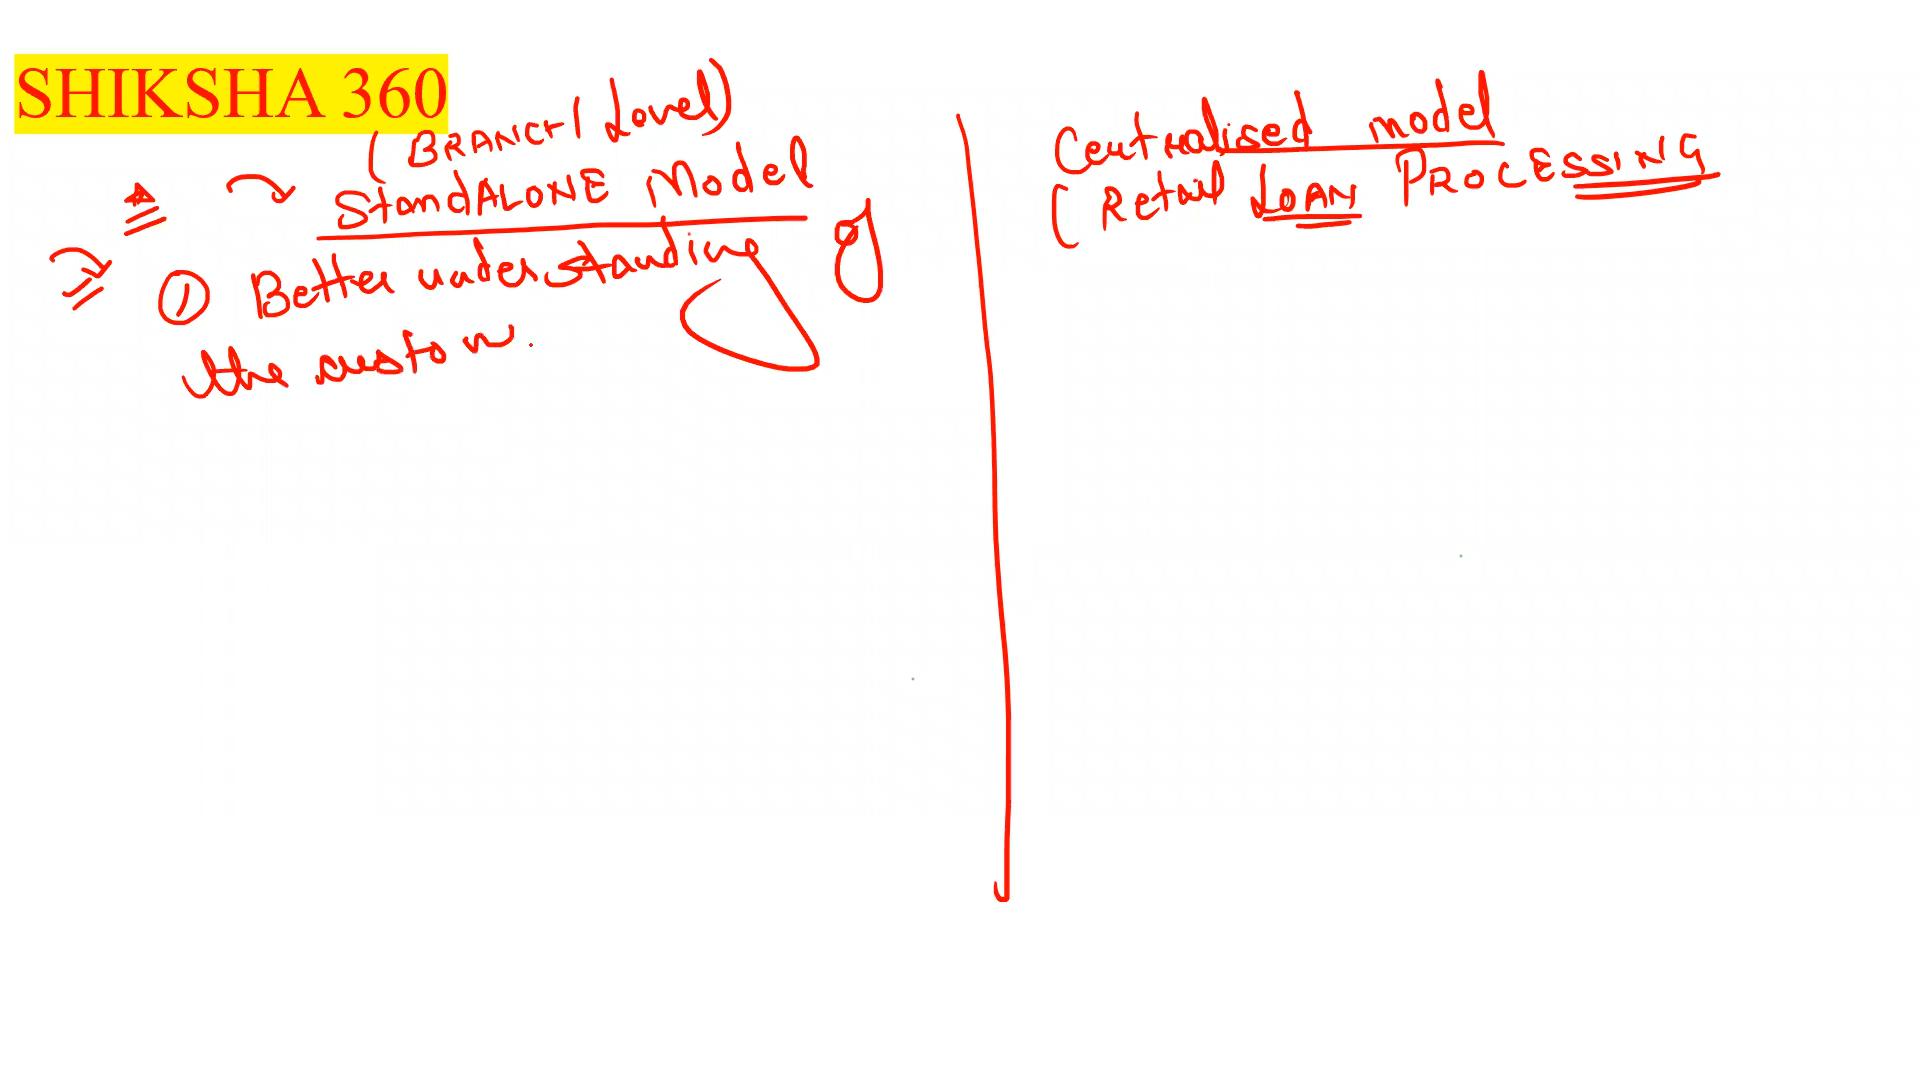 SHIKSHA 360
(BRANCH Level)
StandALONE Model
① Better understanding of
the custom.
Centralised model
(Retail LOAN PROCESSING